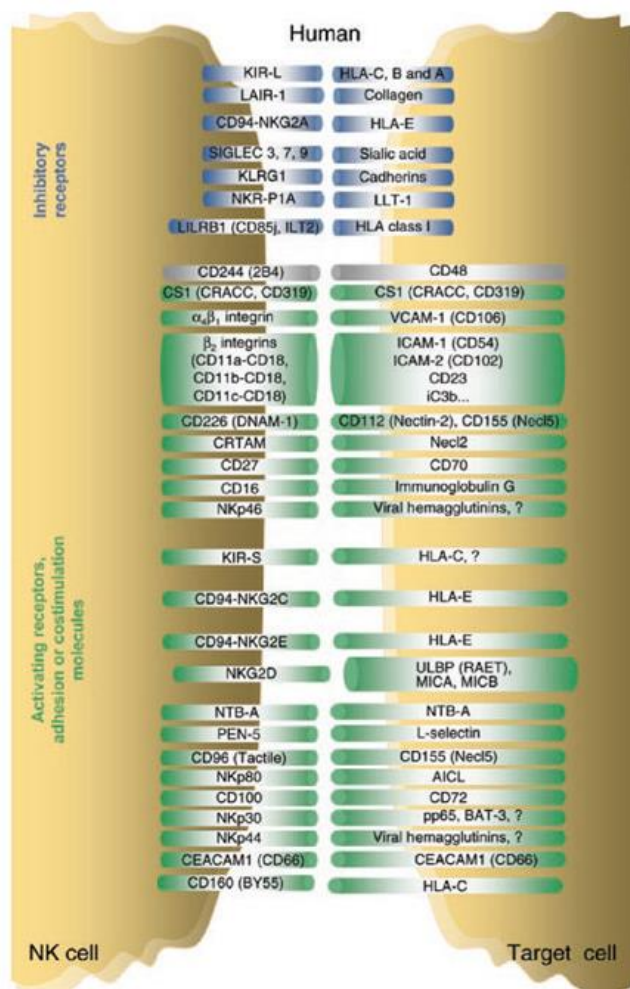 Human
Inhibitory
receptors
KIR-L HLA-C, B and A
LAIR-1 Collagen
CD94-NKG2A HLA-E
SIGLEC 3, 7, 9 Sialic acid
KLRG1 Cadherins
NKR-P1A LLT-1
LILRB1 (CD85j, ILT2) HLA class I
Activating receptors,
adhesion or costimulation
molecules
CD244 (2B4) CD48
CS1 (CRACC, CD319) CS1 (CRACC, CD319)
α4β1 integrin VCAM-1 (CD106)
β2 integrins
(CD11a-CD18,
CD11b-CD18,
CD11c-CD18)
ICAM-1 (CD54)
ICAM-2 (CD102)
CD23
iC3b...
CD226 (DNAM-1) CD112 (Nectin-2), CD155 (Necl5)
CRTAM Necl2
CD27 CD70
CD16 Immunoglobulin G
NKp46 Viral hemagglutinins, ?
KIR-S HLA-C, ?
CD94-NKG2C HLA-E
CD94-NKG2E HLA-E
NKG2D
ULBP (RAET),
MICA, MICB
NTB-A NTB-A
PEN-5 L-selectin
CD96 (Tactile) CD155 (Necl5)
NKp80 AICL
CD100 CD72
NKp30 pp65, BAT-3, ?
NKp44 Viral hemagglutinins, ?
CEACAM1 (CD66) CEACAM1 (CD66)
CD160 (BY55) HLA-C
NK cell Target cell